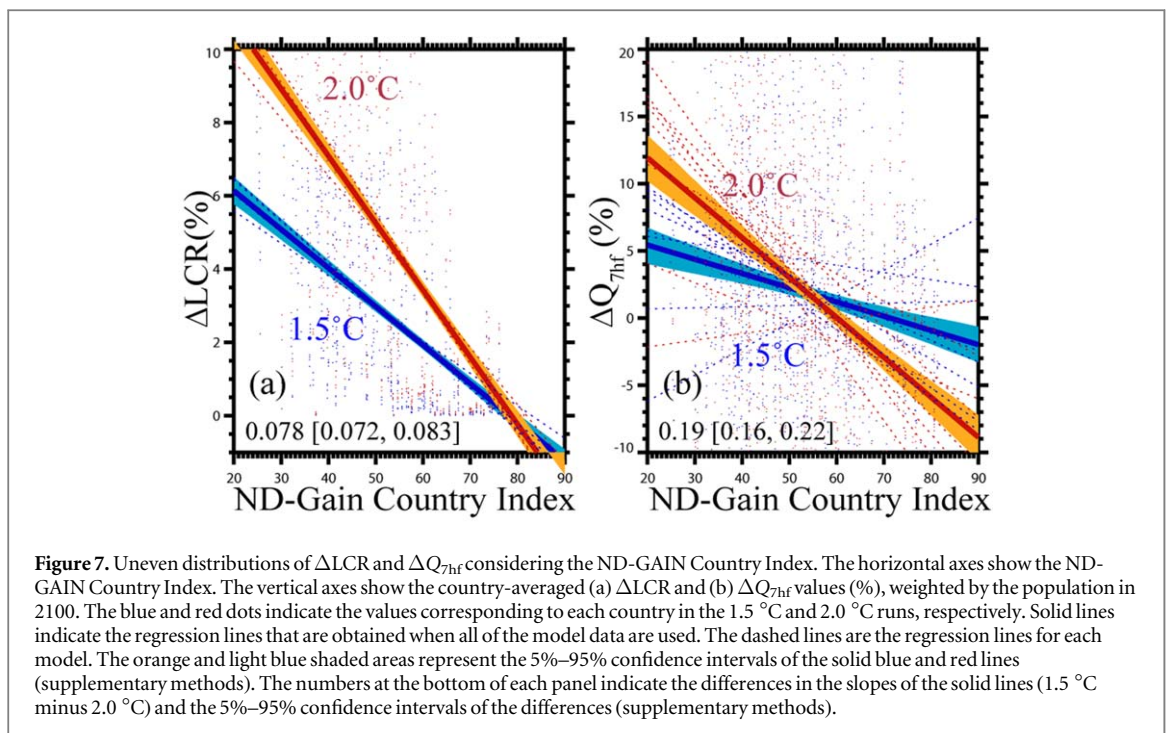 10
8
6
4
2
0
ΔLCR(%)
2.0°C
1.5°C
(a)
0.078 [0.072, 0.083]
20 30 40 50 60 70 80 90
ND-Gain Country Index
20
15
10
5
0
-5
-10
ΔQ7hf(%)
2.0°C
1.5°C
(b)
0.19 [0.16, 0.22]
20 30 40 50 60 70 80 90
ND-Gain Country Index
Figure 7. Uneven distributions of ΔLCR and ΔQ7hf considering the ND-GAIN Country Index. The horizontal axes show the ND-
GAIN Country Index. The vertical axes show the country-averaged (a) ΔLCR and (b) ΔQ7hf values (%), weighted by the population in
2100. The blue and red dots indicate the values corresponding to each country in the 1.5 °C and 2.0 °C runs, respectively. Solid lines
indicate the regression lines that are obtained when all of the model data are used. The dashed lines are the regression lines for each
model. The orange and light blue shaded areas represent the 5%–95% confidence intervals of the solid blue and red lines
(supplementary methods). The numbers at the bottom of each panel indicate the differences in the slopes of the solid lines (1.5 °C
minus 2.0 °C) and the 5%–95% confidence intervals of the differences (supplementary methods).